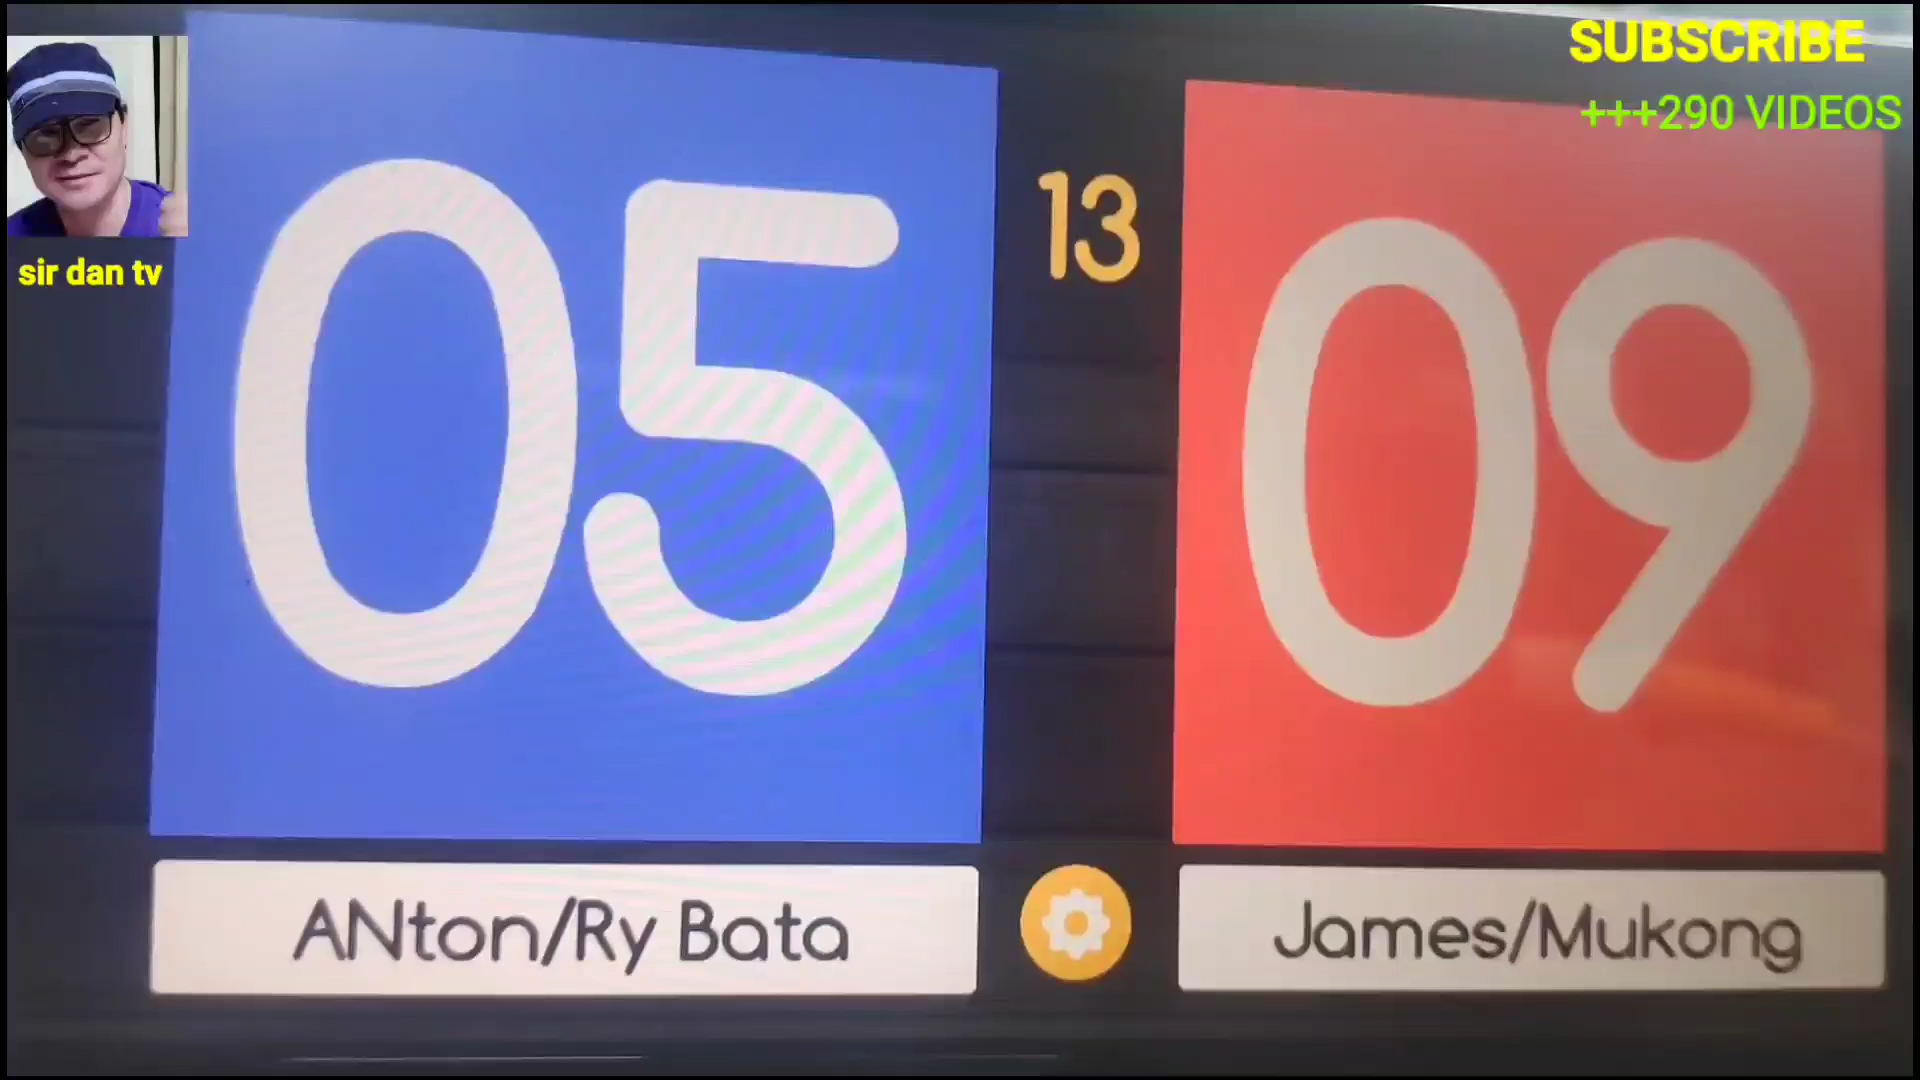 SUBSCRIBE
+++290 VIDEOS
sir dan tv
05
13
09
ANton/Ry Bata
James/Mukong